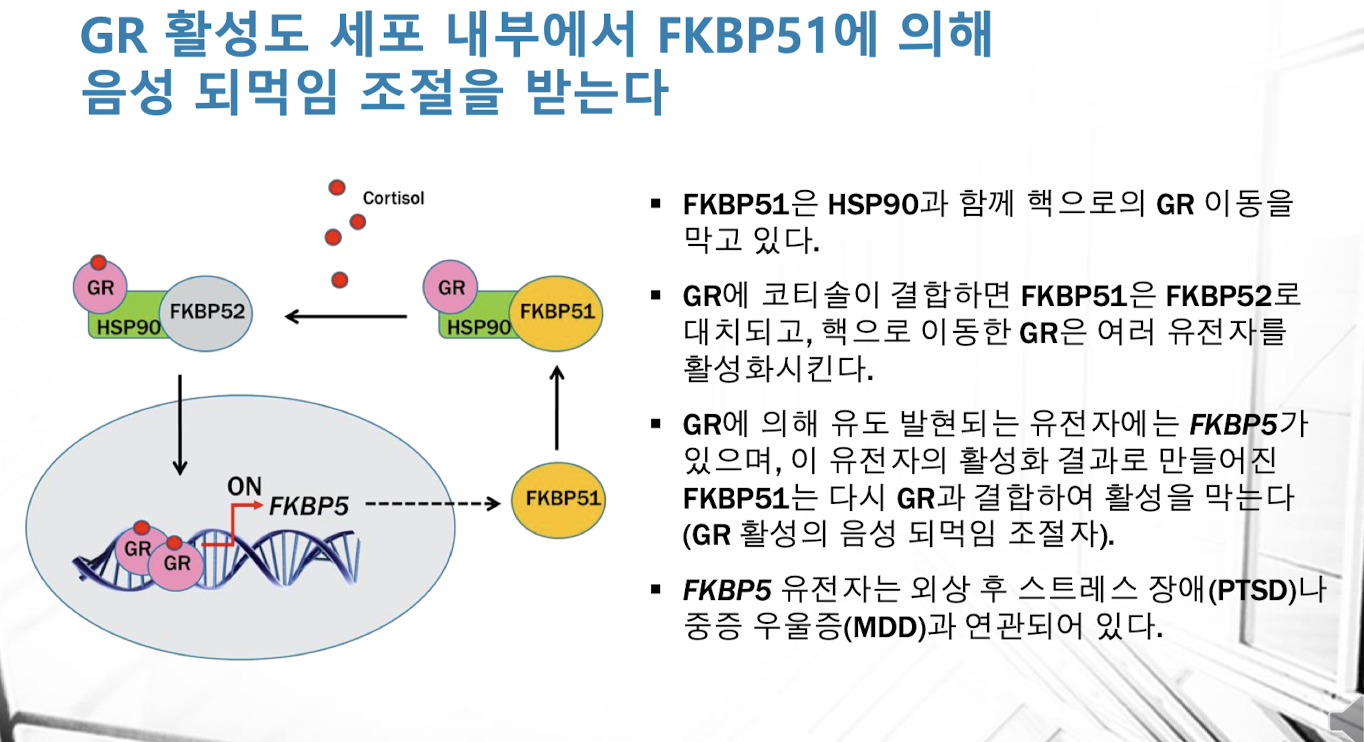 GR 활성도 세포 내부에서 FKBP51에 의해
음성 되먹임 조절을 받는다
Cortisol
GR
HSP90
FKBP52
GR
HSP90
FKBP51
ON
FKBP5
GR
GR
FKBP51
▪ FKBP51은 HSP90과 함께 핵으로의 GR 이동을
막고 있다.
▪ GR에 코티솔이 결합하면 FKBP51은 FKBP52로
대치되고, 핵으로 이동한 GR은 여러 유전자를
활성화시킨다.
▪ GR에 의해 유도 발현되는 유전자에는 FKBP5가
있으며, 이 유전자의 활성화 결과로 만들어진
FKBP51는 다시 GR과 결합하여 활성을 막는다
(GR 활성의 음성 되먹임 조절자).
▪ FKBP5 유전자는 외상 후 스트레스 장애(PTSD)나
중증 우울증(MDD)과 연관되어 있다.